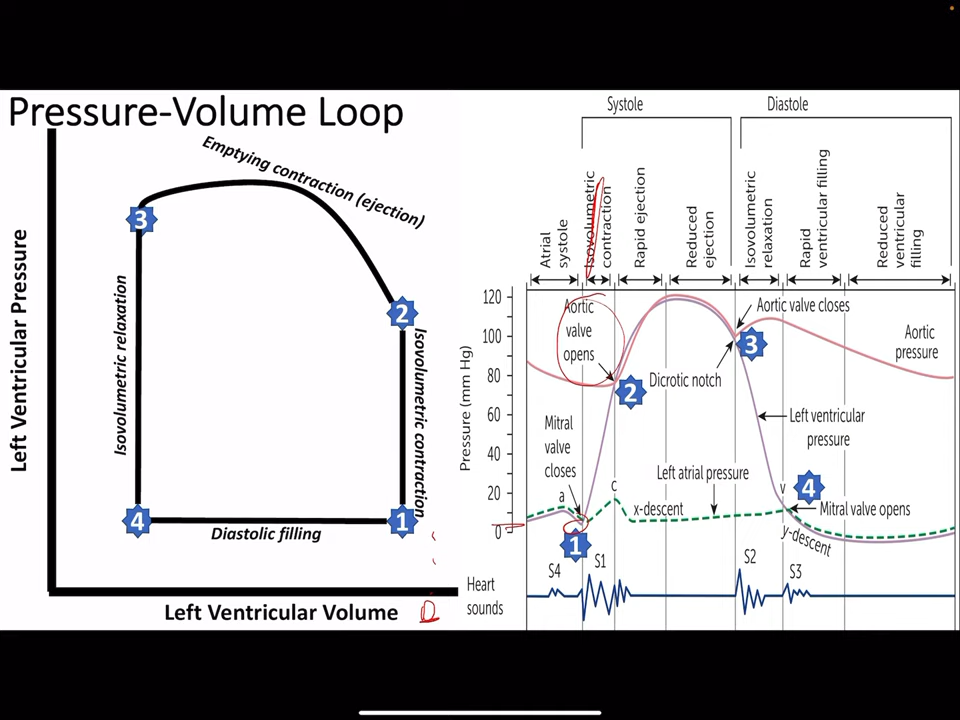 Pressure-Volume Loop
Emptying contraction (ejection)
3
2
Isovolumetric relaxation
Isovolumetric contraction
Left Ventricular Pressure
4
1
Diastolic filling
Left Ventricular Volume
D
Systole
Diastole
Atrial
systole
Isovolumetric
contraction
Rapid ejection
Reduced
ejection
Isovolumetric
relaxation
Rapid
ventricular filling
Reduced
ventricular
filling
Pressure (mm Hg)
120
100
80
60
40
20
0
Aortic
valve
opens
Aortic valve closes
3
Aortic
pressure
2
Dicrotic notch
Mitral
valve
closes
Left ventricular
pressure
Left atrial pressure
a
c
x-descent
v
4
Mitral valve opens
y-descent
1
Heart
sounds
S4
S1
S2
S3